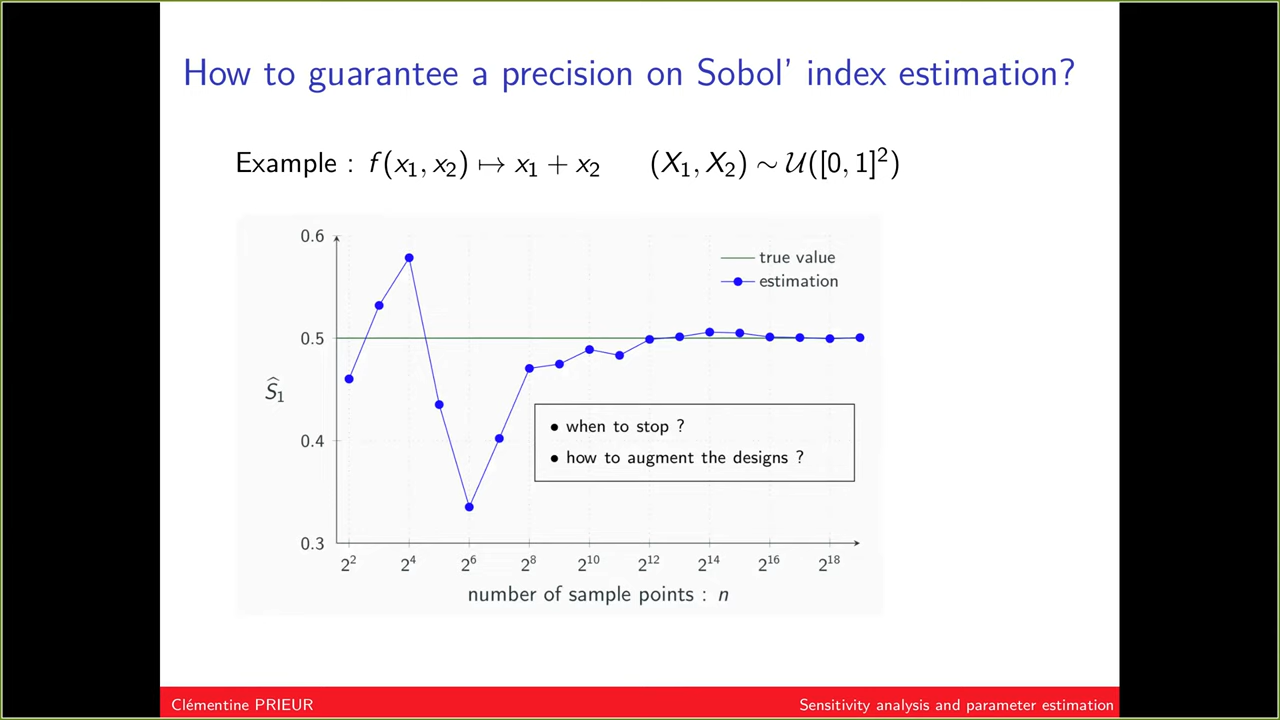 How to guarantee a precision on Sobol’ index estimation?
Example : f(x₁, x₂) ↦ x₁ + x₂ (X₁, X₂) ∼ 𝒰([0, 1]²)
0.6
0.5
0.4
0.3
Ŝ₁
true value
estimation
• when to stop ?
• how to augment the designs ?
2² 2⁴ 2⁶ 2⁸ 2¹⁰ 2¹² 2¹⁴ 2¹⁶ 2¹⁸
number of sample points : n
Clémentine PRIEUR
Sensitivity analysis and parameter estimation